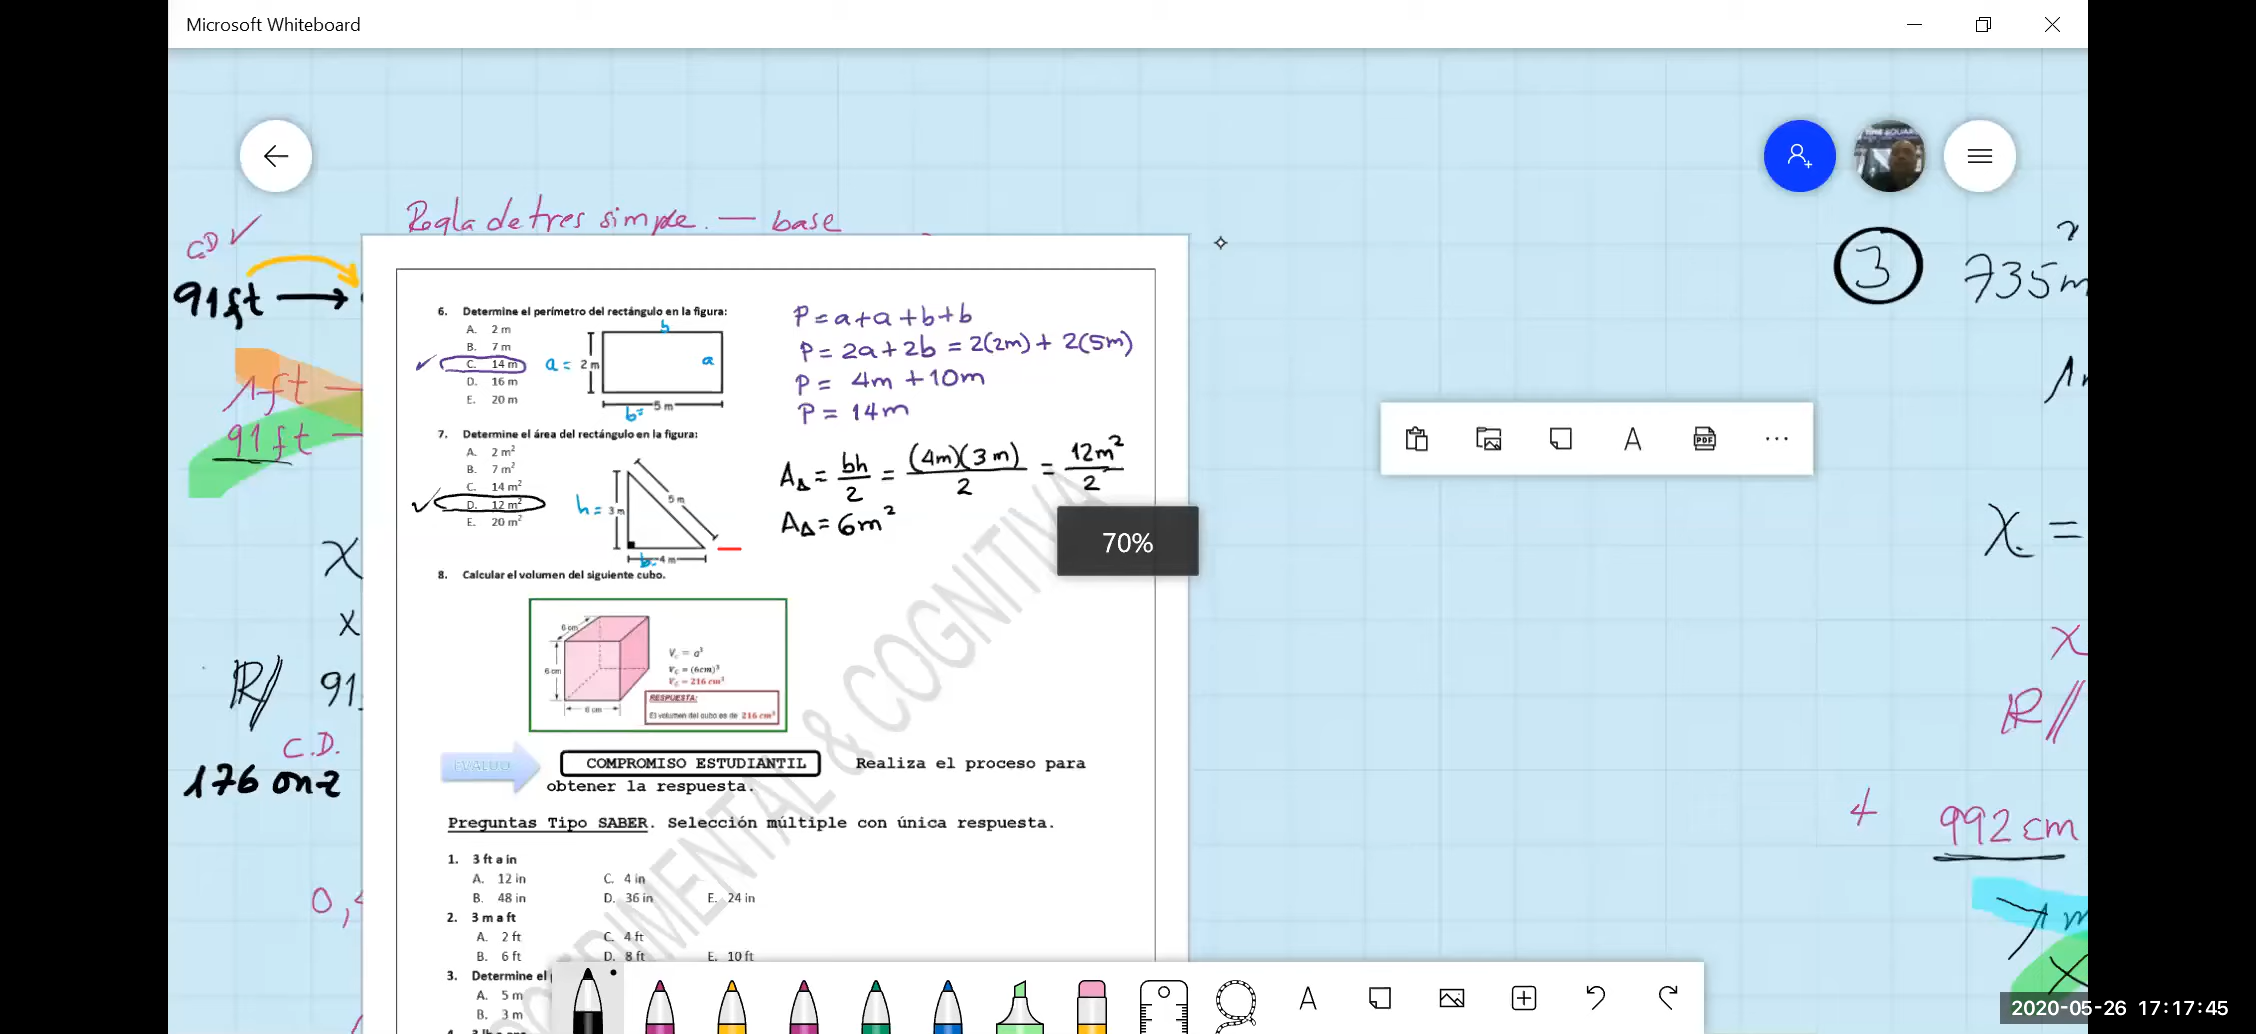 Microsoft Whiteboard
Regla de tres simple. — base
CD ✓
91ft →
1ft —
91ft —
x
x
R// 91.
C.D.
176 onz
0,4
6. Determine el perímetro del rectángulo en la figura:
A. 2 m
B. 7 m
✓ C. 14 m
D. 16 m
E. 20 m
b
a = 2 m
a
b= 5 m
P = a+a+b+b
P = 2a+2b = 2(2m) + 2(5m)
P = 4m + 10m
P = 14m
7. Determine el área del rectángulo en la figura:
A. 2 m²
B. 7 m²
C. 14 m²
✓ D. 12 m²
E. 20 m²
h = 3 m
5 m
b 4 m
A△ = bh/2 = (4m)(3m)/2 = 12m²/2
A△ = 6m²
70%
8. Calcular el volumen del siguiente cubo.
6 cm
6 cm
6 cm
V꜀ = a³
V꜀ = (6cm)³
V꜀ = 216 cm³
RESPUESTA:
El volumen del cubo es de 216 cm³
EVALUO
COMPROMISO ESTUDIANTIL Realiza el proceso para
obtener la respuesta.
Preguntas Tipo SABER. Selección múltiple con única respuesta.
1. 3 ft a in
A. 12 in C. 4 in
B. 48 in D. 36 in E. 24 in
2. 3 m a ft
A. 2 ft C. 4 ft
B. 6 ft D. 8 ft E. 10 ft
3. Determine el
A. 5 m
B. 3 m
ERIMENTAL & COGNITIVA
PDF
3 735m
x =
x
R//
4 992 cm
2020-05-26 17:17:45